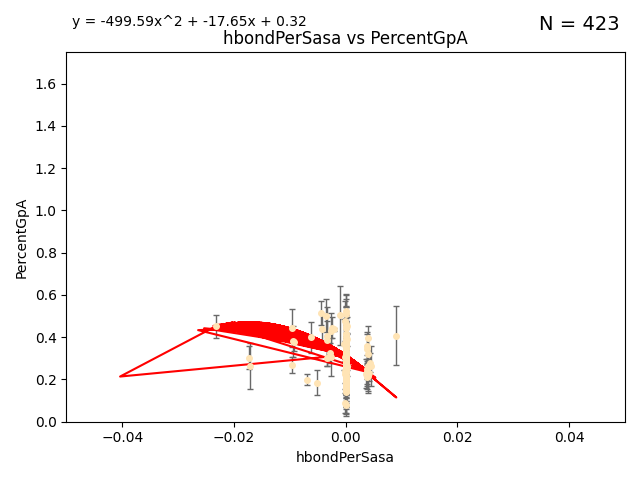 y = -499.59x^2 + -17.65x + 0.32
N = 423
hbondPerSasa vs PercentGpA
PercentGpA
1.6
1.4
1.2
1.0
0.8
0.6
0.4
0.2
0.0
−0.04 −0.02 0.00 0.02 0.04
hbondPerSasa